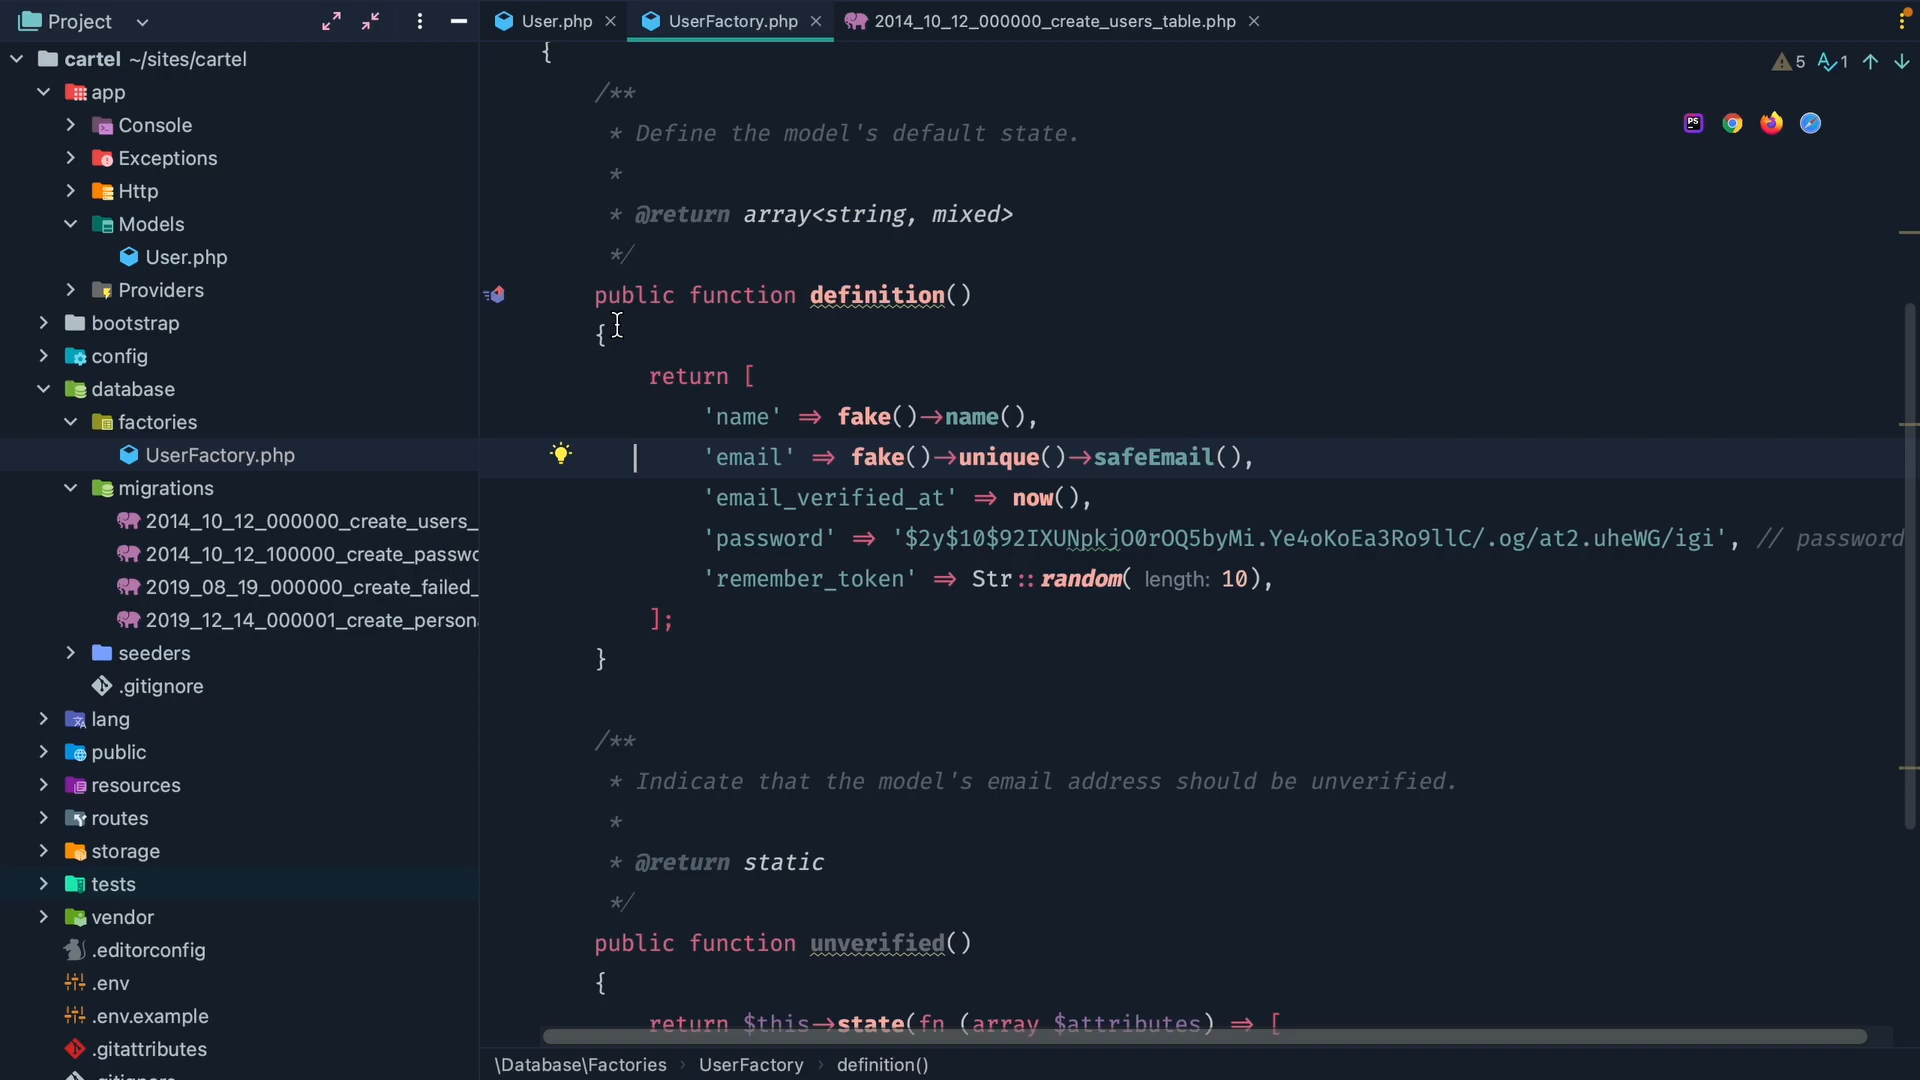 Project
User.php
UserFactory.php
2014_10_12_000000_create_users_table.php
cartel ~/sites/cartel
app
Console
Exceptions
Http
Models
User.php
Providers
bootstrap
config
database
factories
UserFactory.php
migrations
2014_10_12_000000_create_users_
2014_10_12_100000_create_passwo
2019_08_19_000000_create_failed_
2019_12_14_000001_create_person
seeders
.gitignore
lang
public
resources
routes
storage
tests
vendor
.editorconfig
.env
.env.example
.gitattributes
.gitignore
5 1
PS
{
/**
* Define the model's default state.
*
* @return array<string, mixed>
*/
public function definition()
{
return [
'name' => fake()->name(),
'email' => fake()->unique()->safeEmail(),
'email_verified_at' => now(),
'password' => '$2y$10$92IXUNpkjO0rOQ5byMi.Ye4oKoEa3Ro9llC/.og/at2.uheWG/igi', // password
'remember_token' => Str::random( length: 10),
];
}
/**
* Indicate that the model's email address should be unverified.
*
* @return static
*/
public function unverified()
{
return $this->state(fn (array $attributes) => [
\Database\Factories
UserFactory
definition()